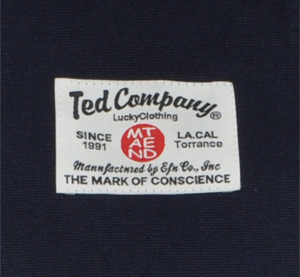 Ted Company®
LuckyClothing
SINCE 1991
MT
AE
ND
LA.CAL
Torrance
Manufactured by Efn Co., Inc
THE MARK OF CONSCIENCE